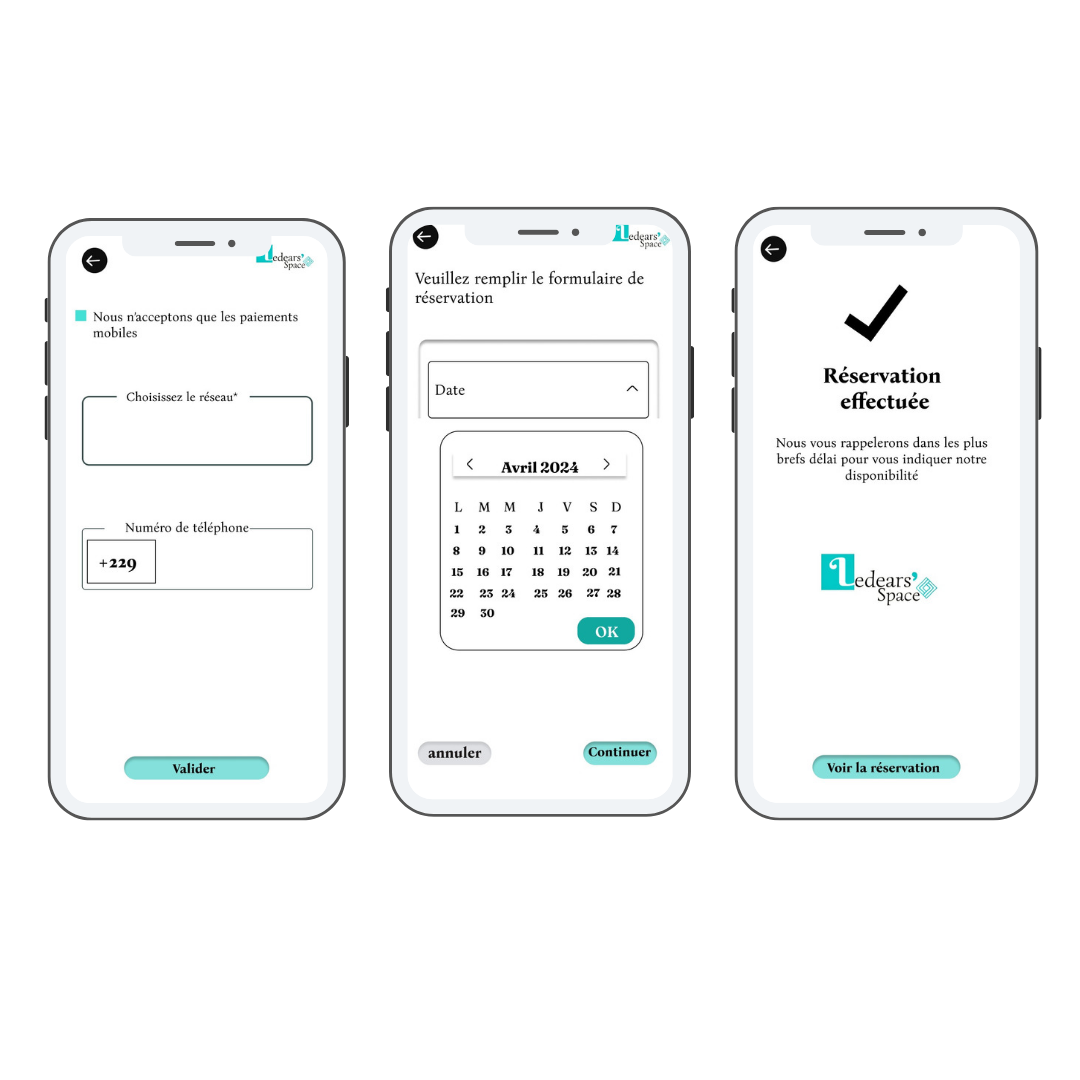 Ledears'
Space
Nous n'acceptons que les paiements
mobiles
Choisissez le réseau*
Numéro de téléphone
+229
Valider
Ledears'
Space
Veuillez remplir le formulaire de
réservation
Date
Avril 2024
L M M J V S D
1 2 3 4 5 6 7
8 9 10 11 12 13 14
15 16 17 18 19 20 21
22 23 24 25 26 27 28
29 30
OK
annuler Continuer
Réservation
effectuée
Nous vous rappelerons dans les plus
brefs délai pour vous indiquer notre
disponibilité
Ledears'
Space
Voir la réservation